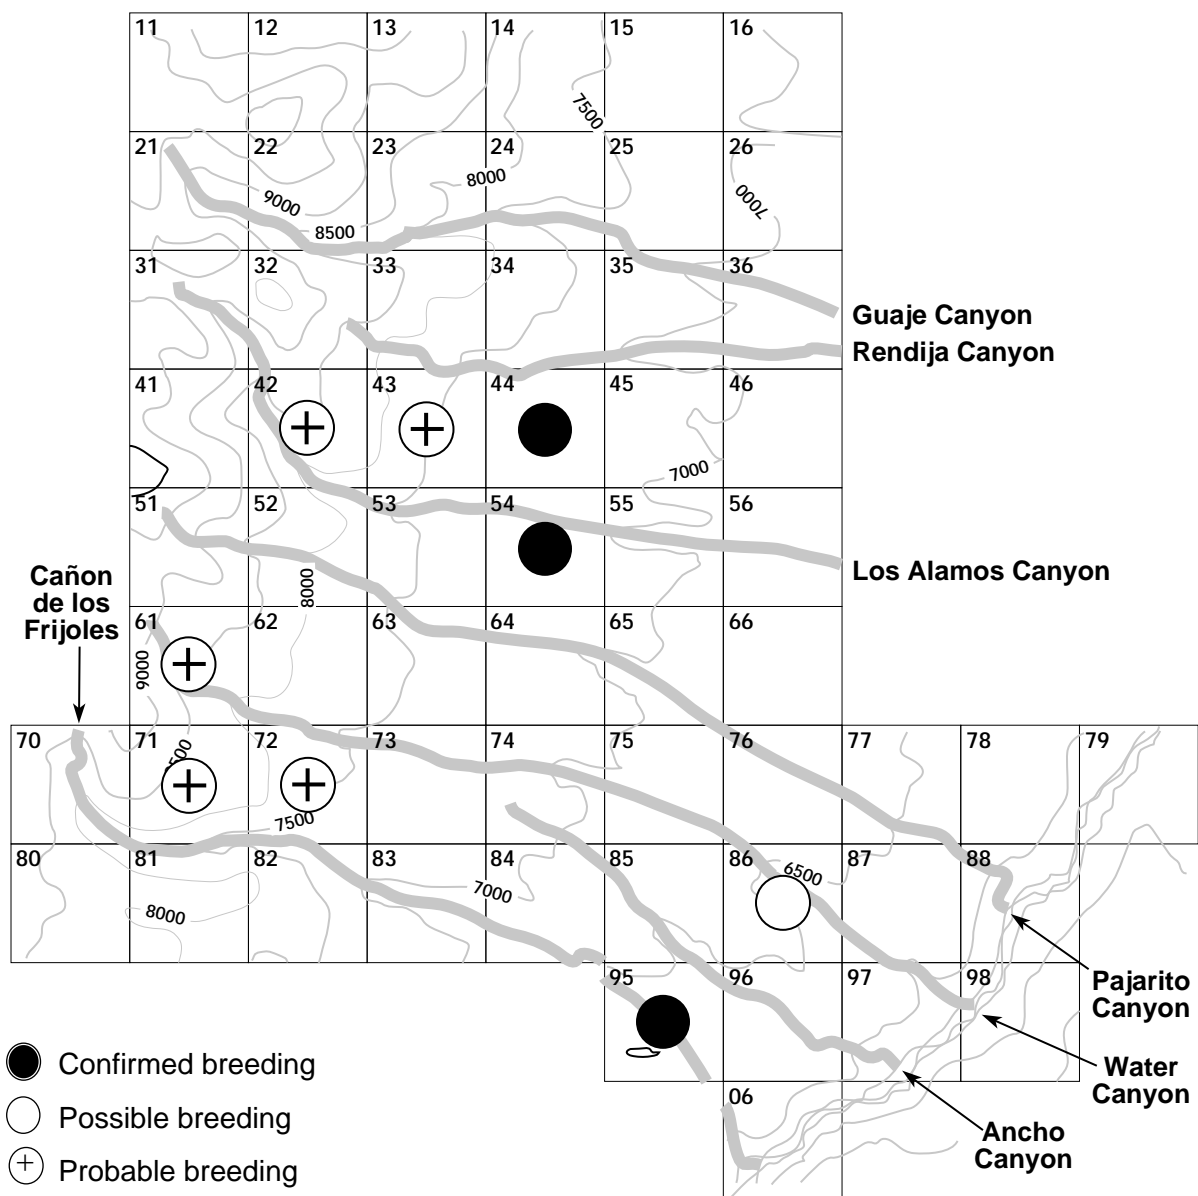 11 12 13 14 15 16
7500
21 22 23 24 25 26
8000
9000
7000
8500
31 32 33 34 35 36
Guaje Canyon
Rendija Canyon
41 42 43 44 45 46
7000
51 52 53 54 55 56
Los Alamos Canyon
Cañon
de los
Frijoles
8000
61 62 63 64 65 66
9000
70 71 72 73 74 75 76 77 78 79
7500
80 81 82 83 84 85 86 87 88
6500
7000
8000
95 96 97 98
Pajarito
Canyon
Water
Canyon
06
Ancho
Canyon
Confirmed breeding
Possible breeding
Probable breeding